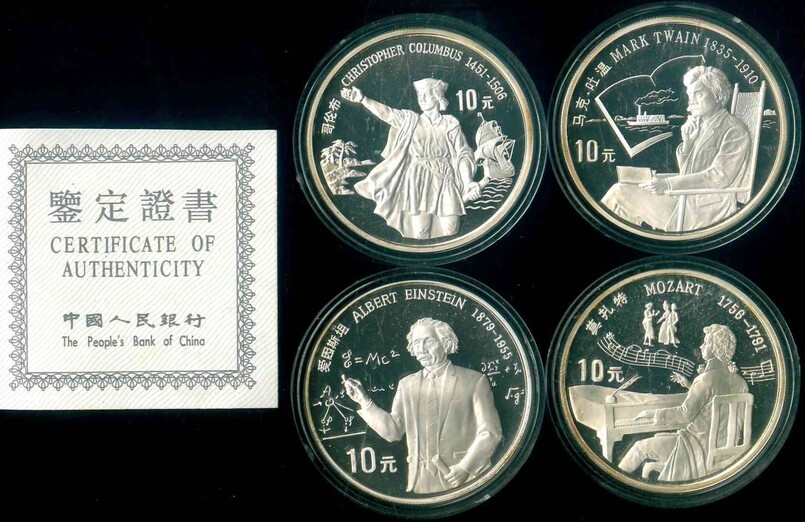 鑒定證書
CERTIFICATE OF
AUTHENTICITY
中國人民銀行
The People's Bank of China
哥伦布 CHRISTOPHER COLUMBUS 1451-1506
10元
马克·吐温 MARK TWAIN 1835-1910
10元
爱因斯坦 ALBERT EINSTEIN 1879-1955
ℰ=Mc²
10元
莫扎特 MOZART 1756-1791
10元